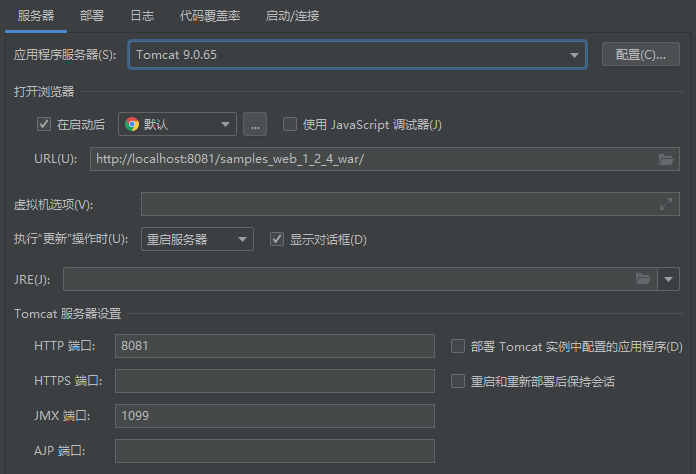 服务器 部署 日志 代码覆盖率 启动/连接
应用程序服务器(S): Tomcat 9.0.65 配置(C)...
打开浏览器
在启动后 默认 ... 使用 JavaScript 调试器(J)
URL(U): http://localhost:8081/samples_web_1_2_4_war/
虚拟机选项(V):
执行"更新"操作时(U): 重启服务器 显示对话框(D)
JRE(J):
Tomcat 服务器设置
HTTP 端口: 8081 部署 Tomcat 实例中配置的应用程序(D)
HTTPS 端口: 重启和重新部署后保持会话
JMX 端口: 1099
AJP 端口: